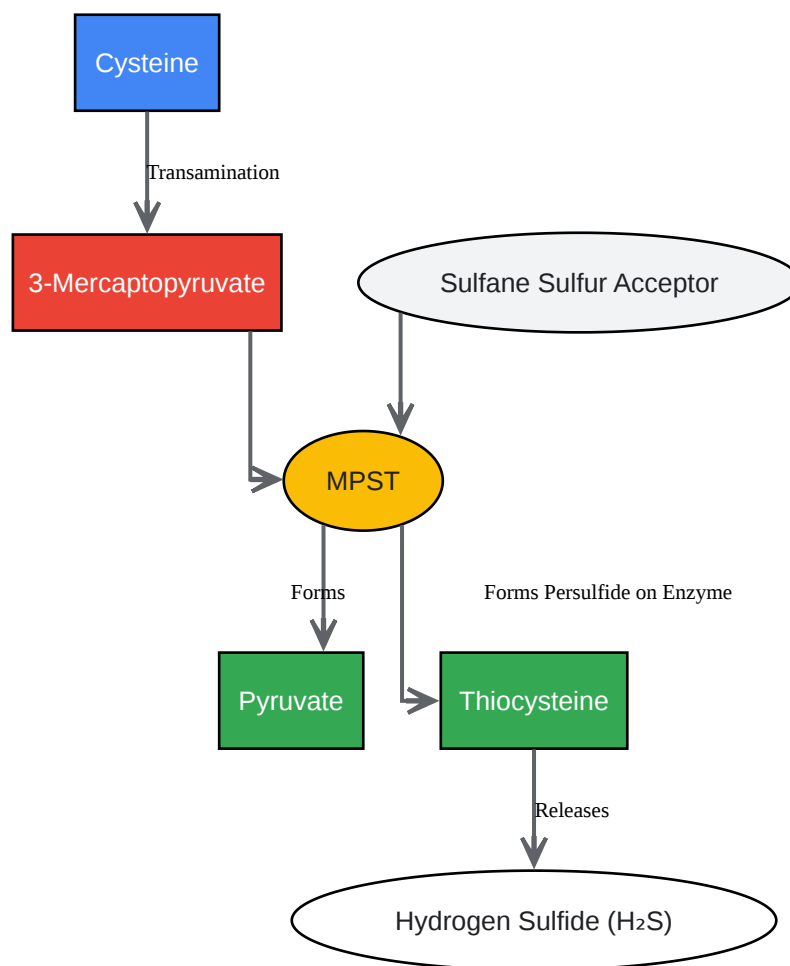 Cysteine
Transamination
3-Mercaptopyruvate
Sulfane Sulfur Acceptor
MPST
Forms
Forms Persulfide on Enzyme
Pyruvate
Thiocysteine
Releases
Hydrogen Sulfide (H₂S)